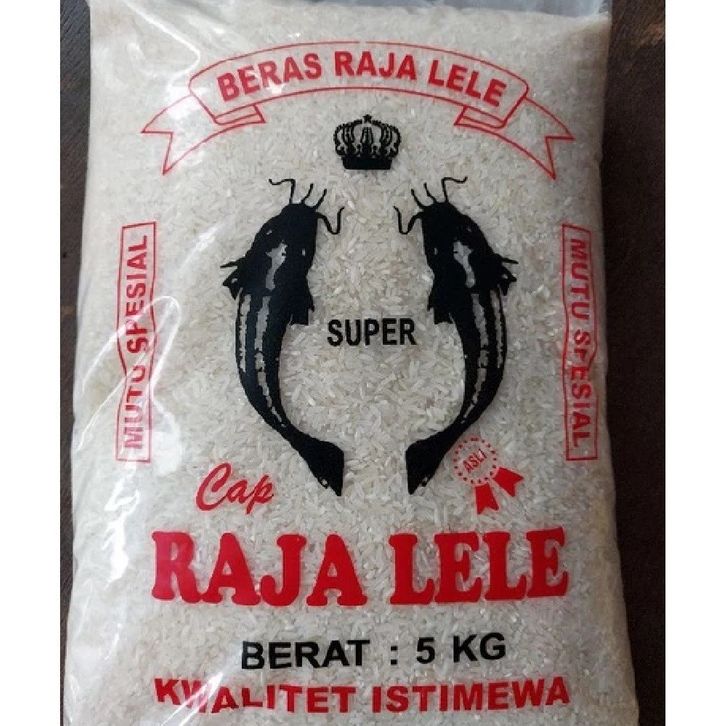 BERAS RAJA LELE
MUTU SPESIAL
SUPER
MUTU SPESIAL
ASLI
Cap
RAJA LELE
BERAT : 5 KG
KWALITET ISTIMEWA